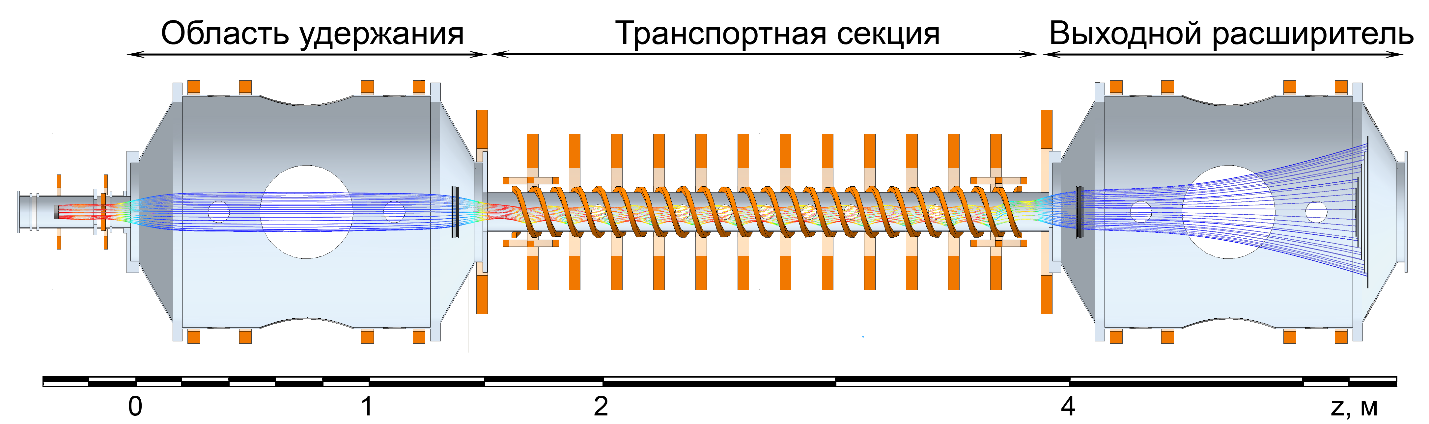 Область удержания
Транспортная секция
Выходной расширитель
0
1
2
4
z, м